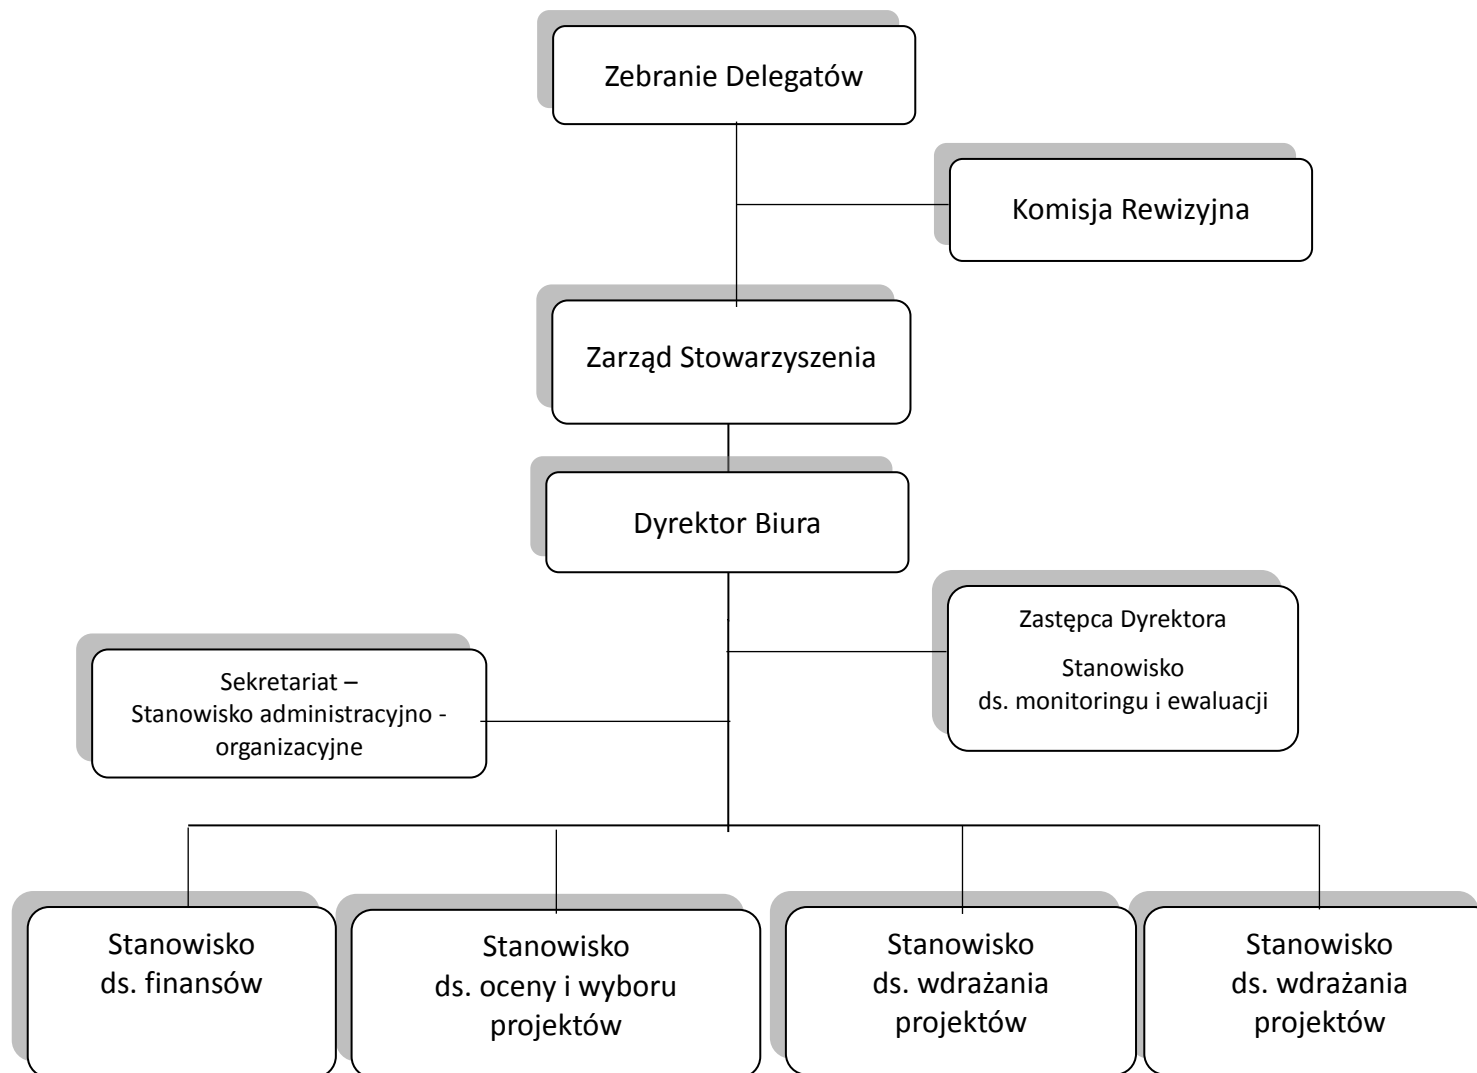 Zebranie Delegatów
Komisja Rewizyjna
Zarząd Stowarzyszenia
Dyrektor Biura
Zastępca Dyrektora
Stanowisko
ds. monitoringu i ewaluacji
Sekretariat –
Stanowisko administracyjno -
organizacyjne
Stanowisko
ds. finansów
Stanowisko
ds. oceny i wyboru
projektów
Stanowisko
ds. wdrażania
projektów
Stanowisko
ds. wdrażania
projektów